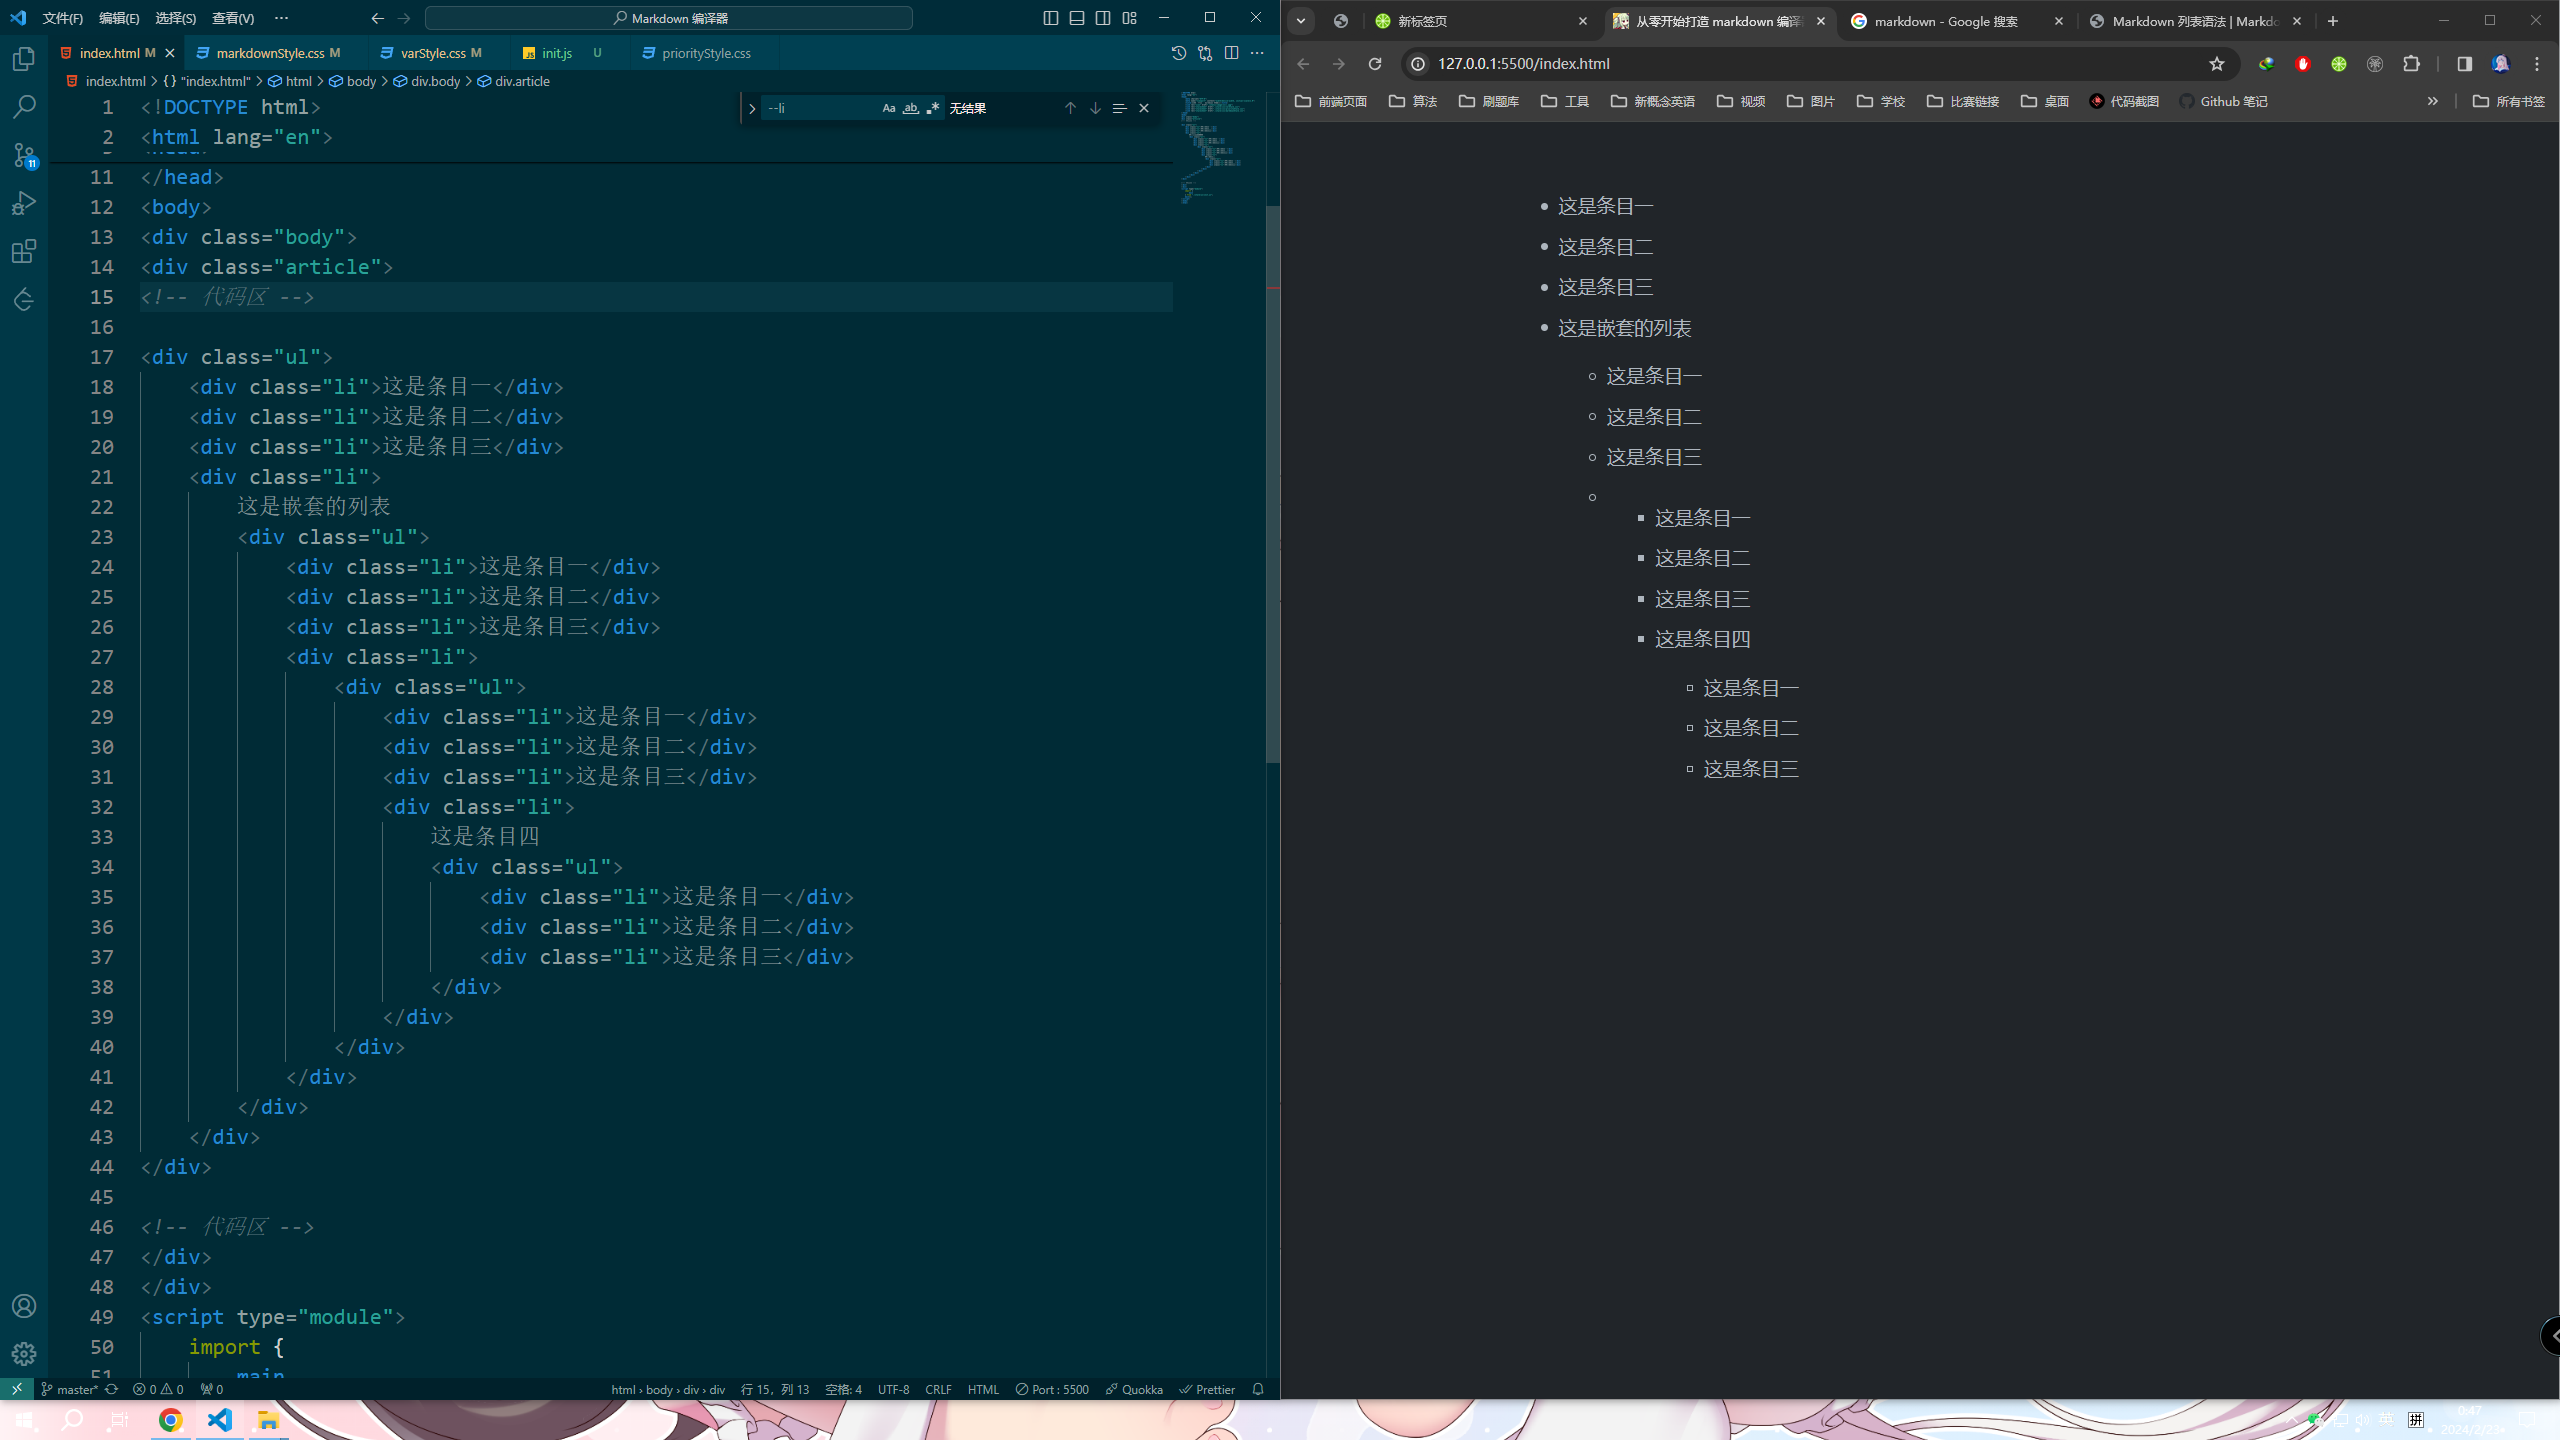 文件(F) 编辑(E) 选择(S) 查看(V) ··· Markdown 编译器
index.html M markdownStyle.css M varStyle.css M init.js U priorityStyle.css
index.html > {} "index.html" > html > body > div.body > div.article
--li Aa ab 无结果
1 <!DOCTYPE html>
2 <html lang="en">
11 </head>
12 <body>
13 <div class="body">
14 <div class="article">
15 <!-- 代码区 -->
16
17 <div class="ul">
18 <div class="li">这是条目一</div>
19 <div class="li">这是条目二</div>
20 <div class="li">这是条目三</div>
21 <div class="li">
22 这是嵌套的列表
23 <div class="ul">
24 <div class="li">这是条目一</div>
25 <div class="li">这是条目二</div>
26 <div class="li">这是条目三</div>
27 <div class="li">
28 <div class="ul">
29 <div class="li">这是条目一</div>
30 <div class="li">这是条目二</div>
31 <div class="li">这是条目三</div>
32 <div class="li">
33 这是条目四
34 <div class="ul">
35 <div class="li">这是条目一</div>
36 <div class="li">这是条目二</div>
37 <div class="li">这是条目三</div>
38 </div>
39 </div>
40 </div>
41 </div>
42 </div>
43 </div>
44 </div>
45
46 <!-- 代码区 -->
47 </div>
48 </div>
49 <script type="module">
50 import {
51 main
11
master* 0 0 0 html › body › div › div 行 15，列 13 空格: 4 UTF-8 CRLF HTML Port : 5500 Quokka Prettier
新标签页 从零开始打造 markdown 编译 markdown - Google 搜索 Markdown 列表语法 | Markdo
127.0.0.1:5500/index.html
前端页面 算法 刷题库 工具 新概念英语 视频 图片 学校 比赛链接 桌面 代码截图 Github 笔记 » 所有书签
这是条目一
这是条目二
这是条目三
这是嵌套的列表
这是条目一
这是条目二
这是条目三
这是条目一
这是条目二
这是条目三
这是条目四
这是条目一
这是条目二
这是条目三
英 拼 0:47
2024/2/23